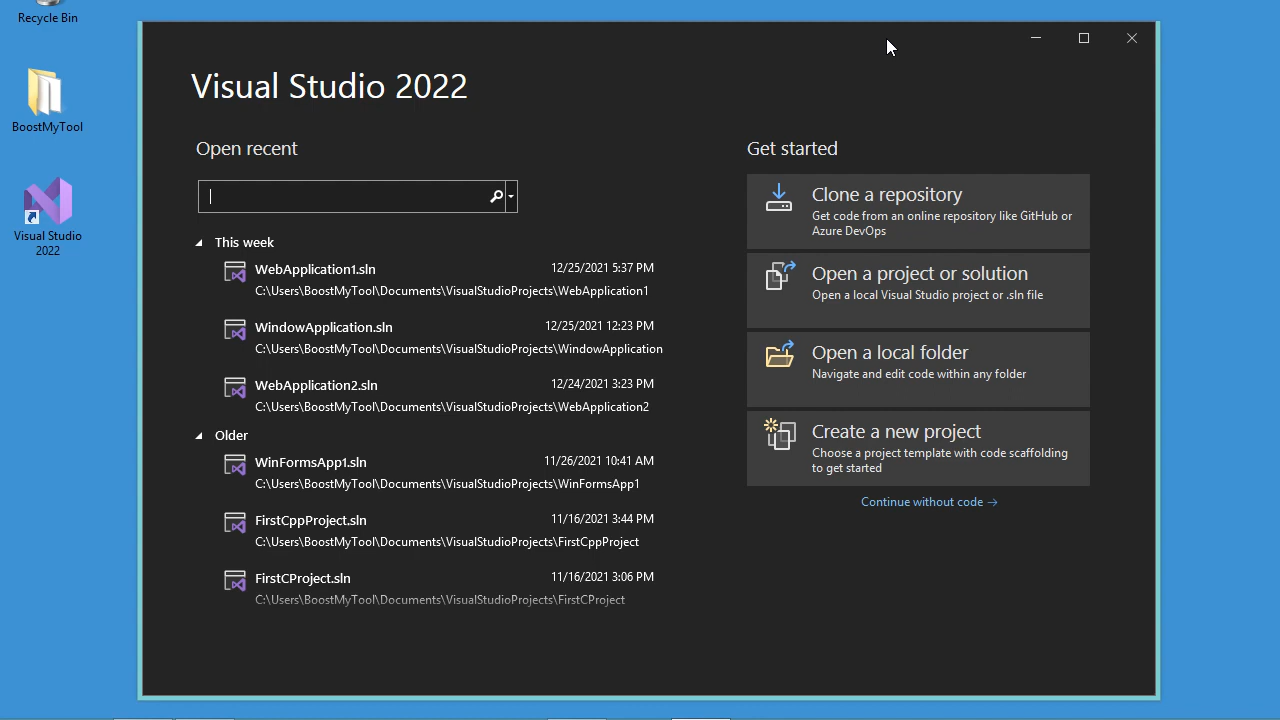 Recycle Bin
BoostMyTool
Visual Studio
2022
Visual Studio 2022
Open recent
This week
WebApplication1.sln 12/25/2021 5:37 PM
C:\Users\BoostMyTool\Documents\VisualStudioProjects\WebApplication1
WindowApplication.sln 12/25/2021 12:23 PM
C:\Users\BoostMyTool\Documents\VisualStudioProjects\WindowApplication
WebApplication2.sln 12/24/2021 3:23 PM
C:\Users\BoostMyTool\Documents\VisualStudioProjects\WebApplication2
Older
WinFormsApp1.sln 11/26/2021 10:41 AM
C:\Users\BoostMyTool\Documents\VisualStudioProjects\WinFormsApp1
FirstCppProject.sln 11/16/2021 3:44 PM
C:\Users\BoostMyTool\Documents\VisualStudioProjects\FirstCppProject
FirstCProject.sln 11/16/2021 3:06 PM
C:\Users\BoostMyTool\Documents\VisualStudioProjects\FirstCProject
Get started
Clone a repository
Get code from an online repository like GitHub or
Azure DevOps
Open a project or solution
Open a local Visual Studio project or .sln file
Open a local folder
Navigate and edit code within any folder
Create a new project
Choose a project template with code scaffolding
to get started
Continue without code →